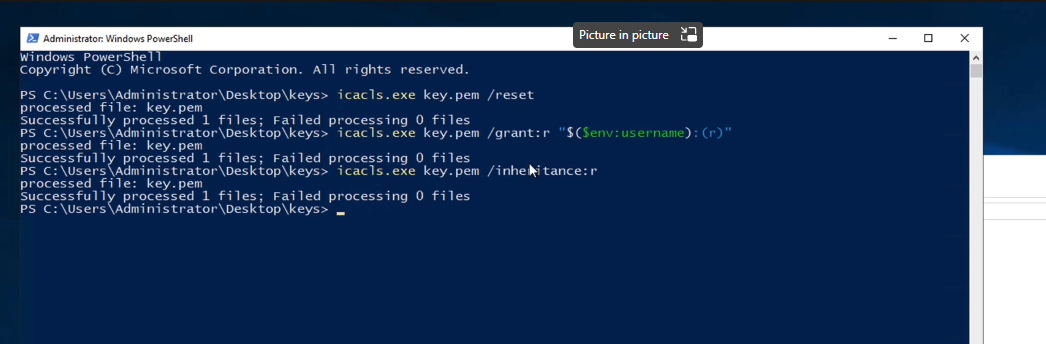 Picture in picture
Administrator: Windows PowerShell
Windows PowerShell
Copyright (C) Microsoft Corporation. All rights reserved.
PS C:\Users\Administrator\Desktop\keys> icacls.exe key.pem /reset
processed file: key.pem
Successfully processed 1 files; Failed processing 0 files
PS C:\Users\Administrator\Desktop\keys> icacls.exe key.pem /grant:r "$($env:username):(r)"
processed file: key.pem
Successfully processed 1 files; Failed processing 0 files
PS C:\Users\Administrator\Desktop\keys> icacls.exe key.pem /inheritance:r
processed file: key.pem
Successfully processed 1 files; Failed processing 0 files
PS C:\Users\Administrator\Desktop\keys>